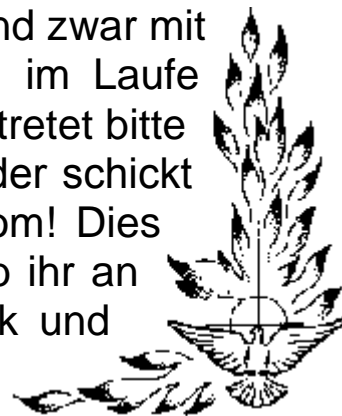 nd zwar mit
im Laufe
tretet bitte
der schickt
om! Dies
o ihr an
k und